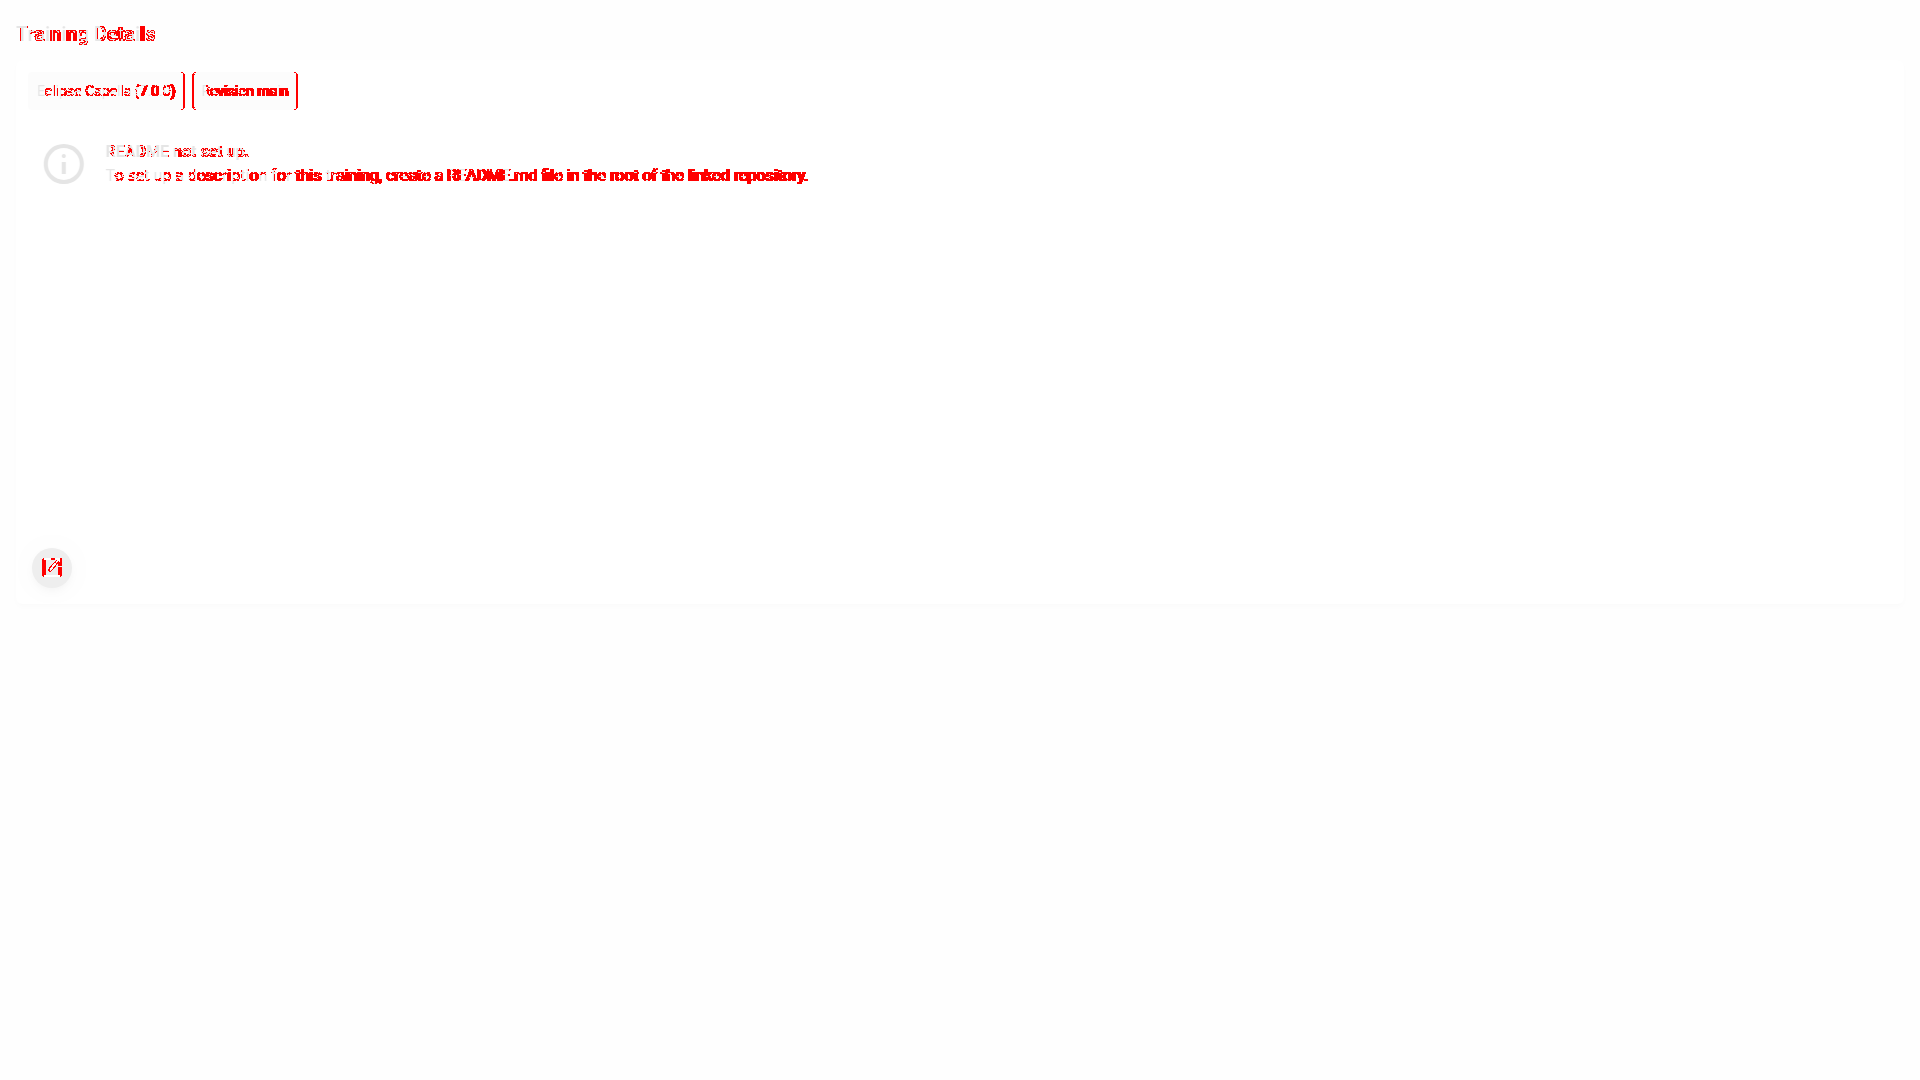 Training Details
Eclipse Capella (7.0.0) Revision main
README not set up.
To set up a description for this training, create a README.md file in the root of the linked repository.